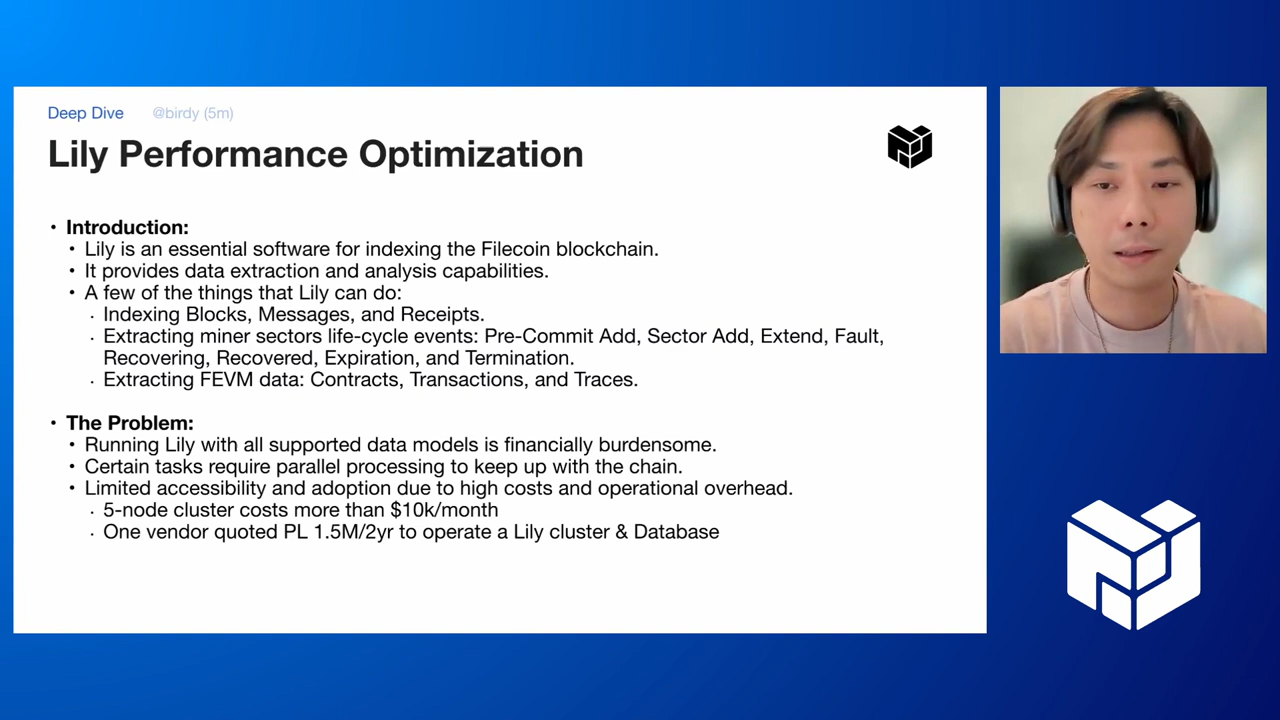 Deep Dive @birdy (5m)
Lily Performance Optimization
• Introduction:
• Lily is an essential software for indexing the Filecoin blockchain.
• It provides data extraction and analysis capabilities.
• A few of the things that Lily can do:
· Indexing Blocks, Messages, and Receipts.
· Extracting miner sectors life-cycle events: Pre-Commit Add, Sector Add, Extend, Fault,
Recovering, Recovered, Expiration, and Termination.
· Extracting FEVM data: Contracts, Transactions, and Traces.
• The Problem:
• Running Lily with all supported data models is financially burdensome.
• Certain tasks require parallel processing to keep up with the chain.
• Limited accessibility and adoption due to high costs and operational overhead.
· 5-node cluster costs more than $10k/month
· One vendor quoted PL 1.5M/2yr to operate a Lily cluster & Database